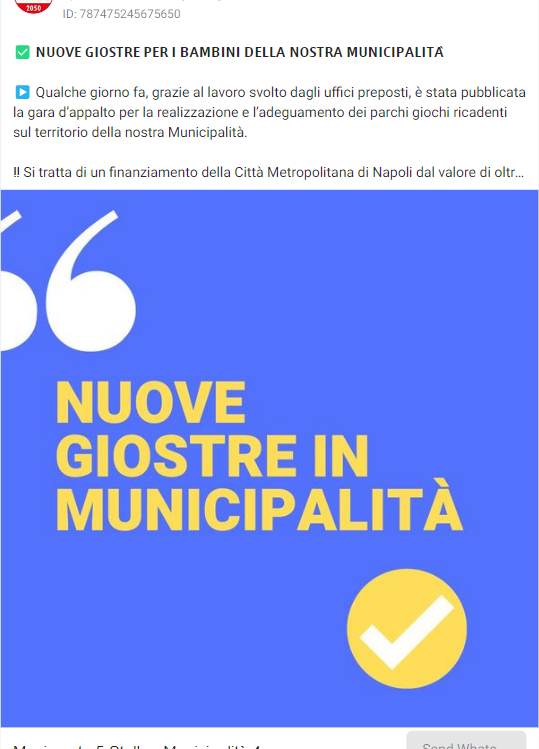 2050
ID: 787475245675650
✅ NUOVE GIOSTRE PER I BAMBINI DELLA NOSTRA MUNICIPALITÀ
▶️ Qualche giorno fa, grazie al lavoro svolto dagli uffici preposti, è stata pubblicata
la gara d'appalto per la realizzazione e l'adeguamento dei parchi giochi ricadenti
sul territorio della nostra Municipalità.
‼ Si tratta di un finanziamento della Città Metropolitana di Napoli dal valore di oltr...
NUOVE
GIOSTRE IN
MUNICIPALITÀ